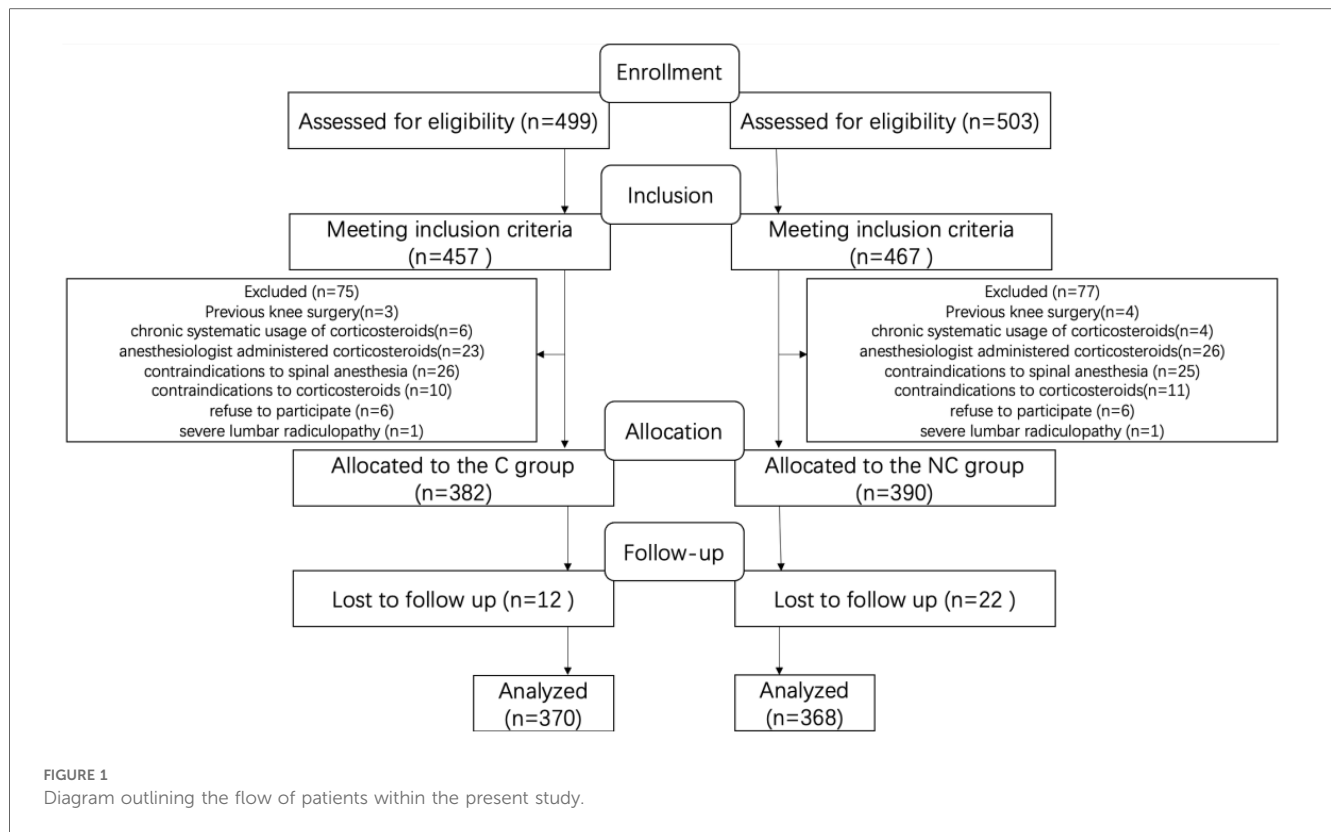 Enrollment
Assessed for eligibility (n=499)
Assessed for eligibility (n=503)
Inclusion
Meeting inclusion criteria
(n=457 )
Meeting inclusion criteria
(n=467 )
Excluded (n=75)
Previous knee surgery(n=3)
chronic systematic usage of corticosteroids(n=6)
anesthesiologist administered corticosteroids(n=23)
contraindications to spinal anesthesia (n=26)
contraindications to corticosteroids (n=10)
refuse to participate (n=6)
severe lumbar radiculopathy (n=1)
Excluded (n=77)
Previous knee surgery(n=4)
chronic systematic usage of corticosteroids(n=4)
anesthesiologist administered corticosteroids(n=26)
contraindications to spinal anesthesia (n=25)
contraindications to corticosteroids(n=11)
refuse to participate (n=6)
severe lumbar radiculopathy (n=1)
Allocation
Allocated to the C group
(n=382)
Allocated to the NC group
(n=390)
Follow-up
Lost to follow up (n=12 )
Lost to follow up (n=22 )
Analyzed
(n=370)
Analyzed
(n=368)
FIGURE 1
Diagram outlining the flow of patients within the present study.